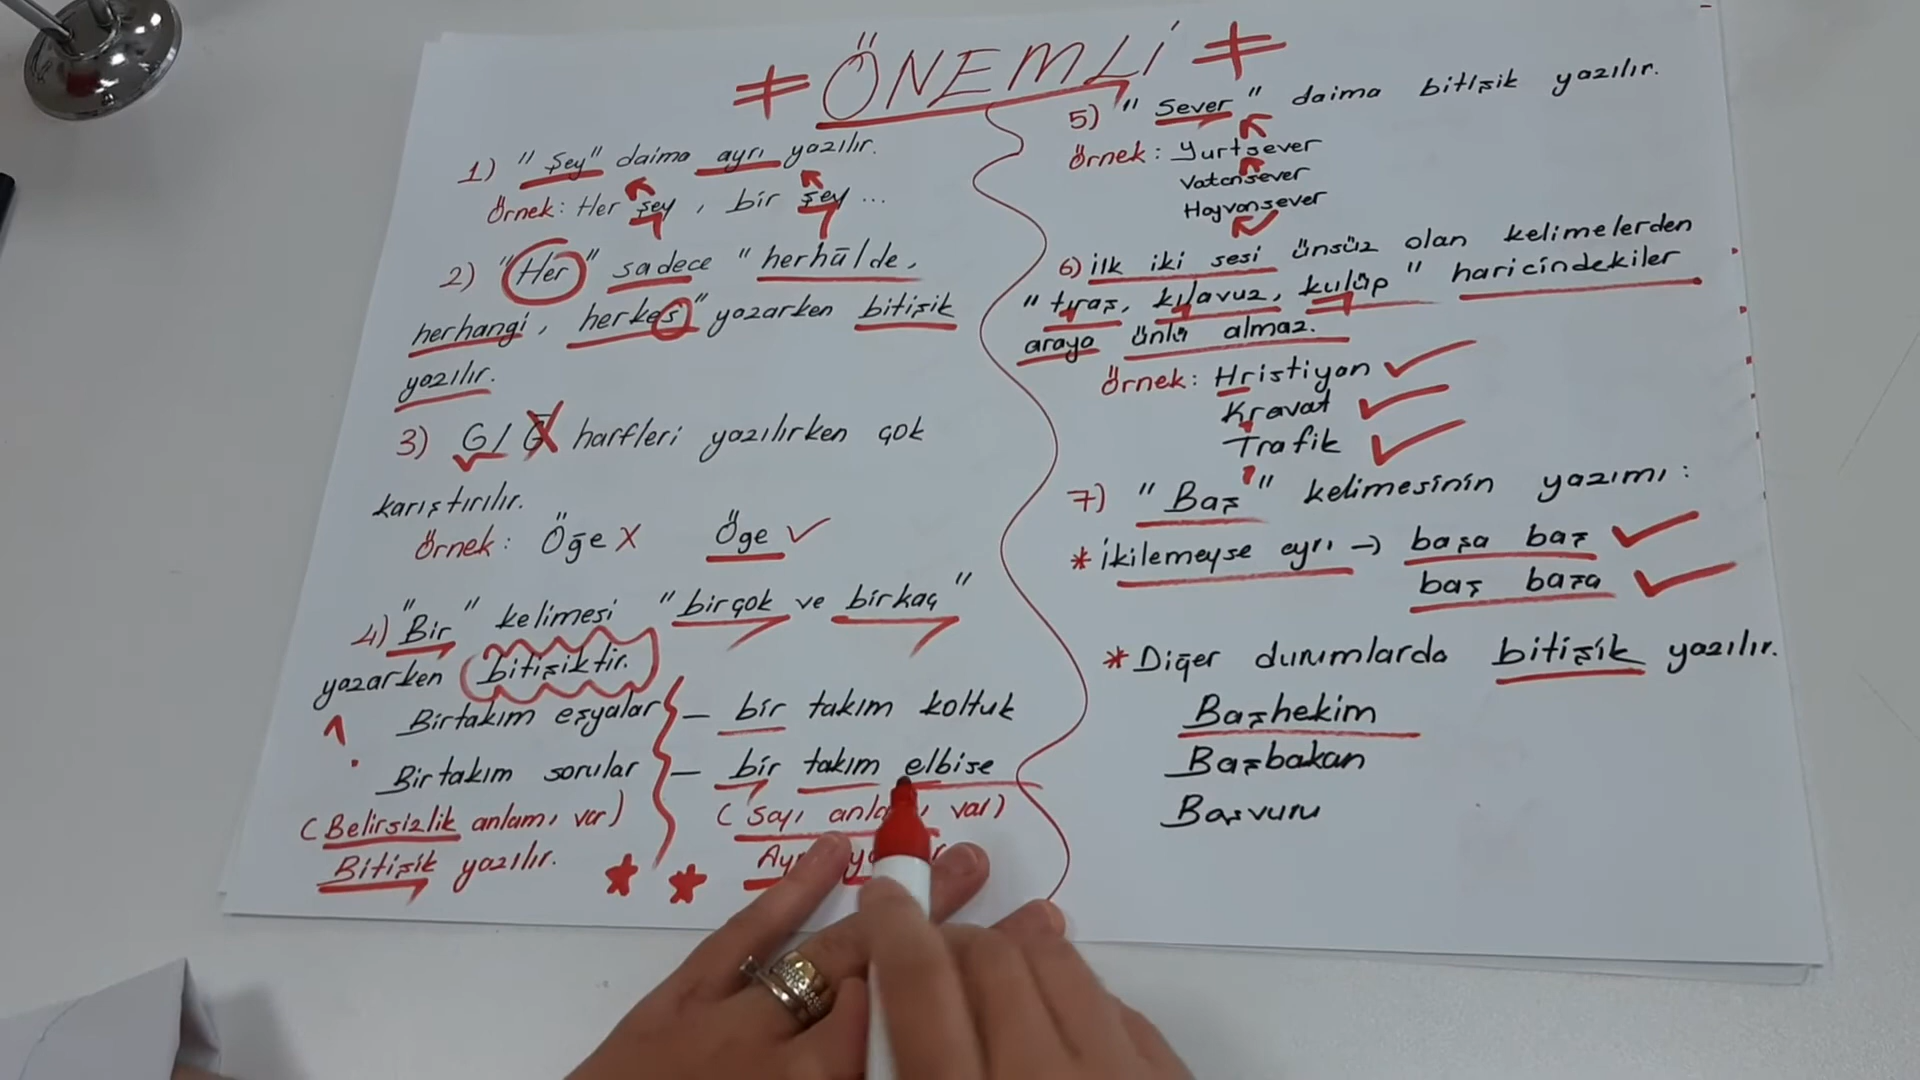 ÖNEMLİ
1) "Şey" daima ayrı yazılır.
Örnek: Her şey, bir şey ...
2) "Her" sadece "herhâlde,
herhangi, herkes" yazarken bitişik
yazılır.
3) G/ Ğ harfleri yazılırken çok
karıştırılır.
Örnek: Öğe X Öge ✓
4) "Bir" kelimesi "birçok ve birkaç"
yazarken bitişiktir.
Birtakım eşyalar
Birtakım sorular
(Belirsizlik anlamı var)
Bitişik yazılır.
– bir takım koltuk
– bir takım elbise
(Sayı var)
5) "Sever" daima bitişik yazılır.
Örnek: Yurtsever
Vatansever
Hayvansever
6) İlk iki sesi ünsüz olan kelimelerden
"tıraş, kılavuz, kulüp" haricindekiler
araya ünlü almaz.
Örnek: Hristiyan ✓
Kravat ✓
Trafik ✓
7) "Baş" kelimesinin yazımı:
* İkilemeyse ayrı → başa baş ✓
baş başa ✓
* Diğer durumlarda bitişik yazılır.
Başhekim
Başbakan
Başvuru